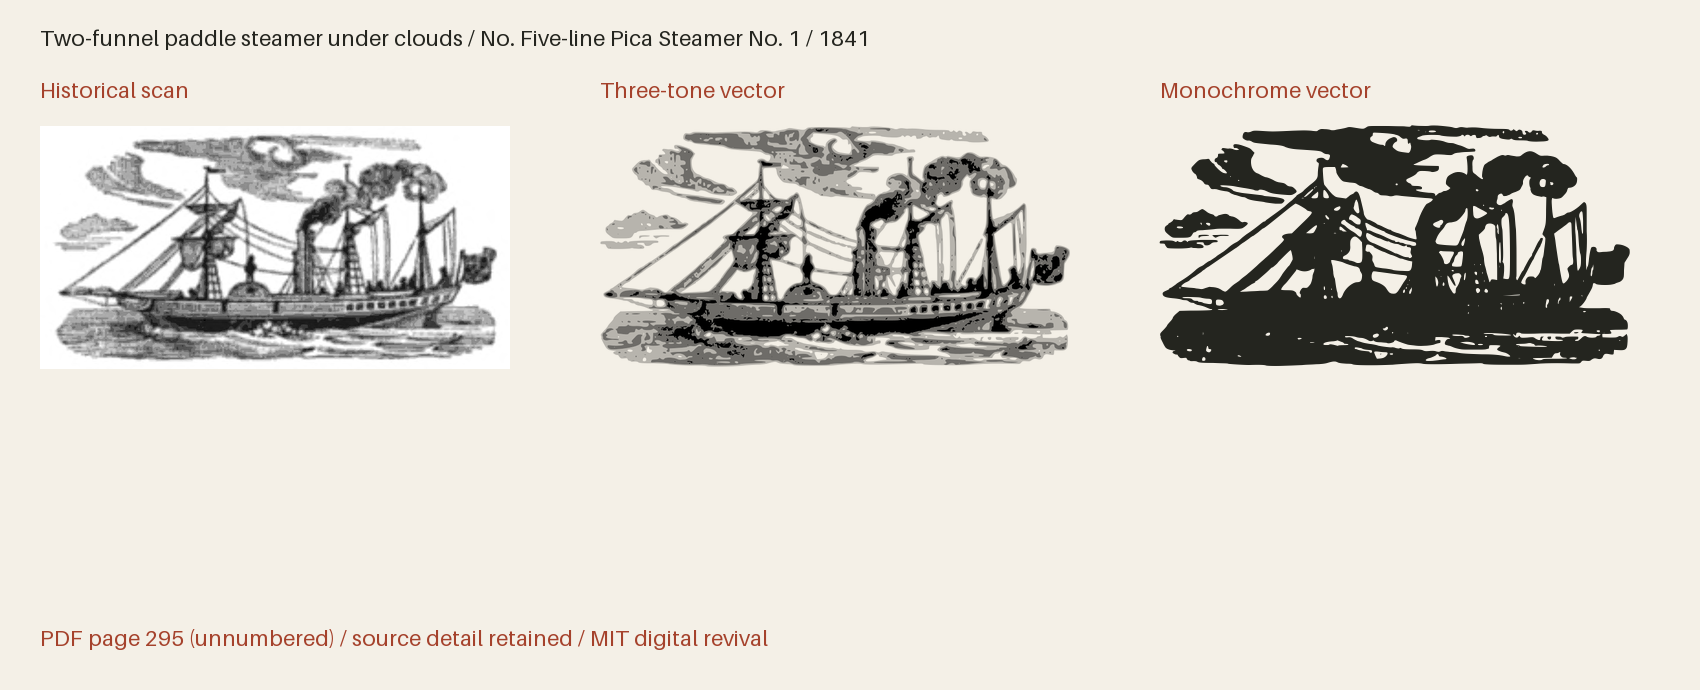 Two-funnel paddle steamer under clouds / No. Five-line Pica Steamer No. 1 / 1841
Historical scan
Three-tone vector
Monochrome vector
PDF page 295 (unnumbered) / source detail retained / MIT digital revival